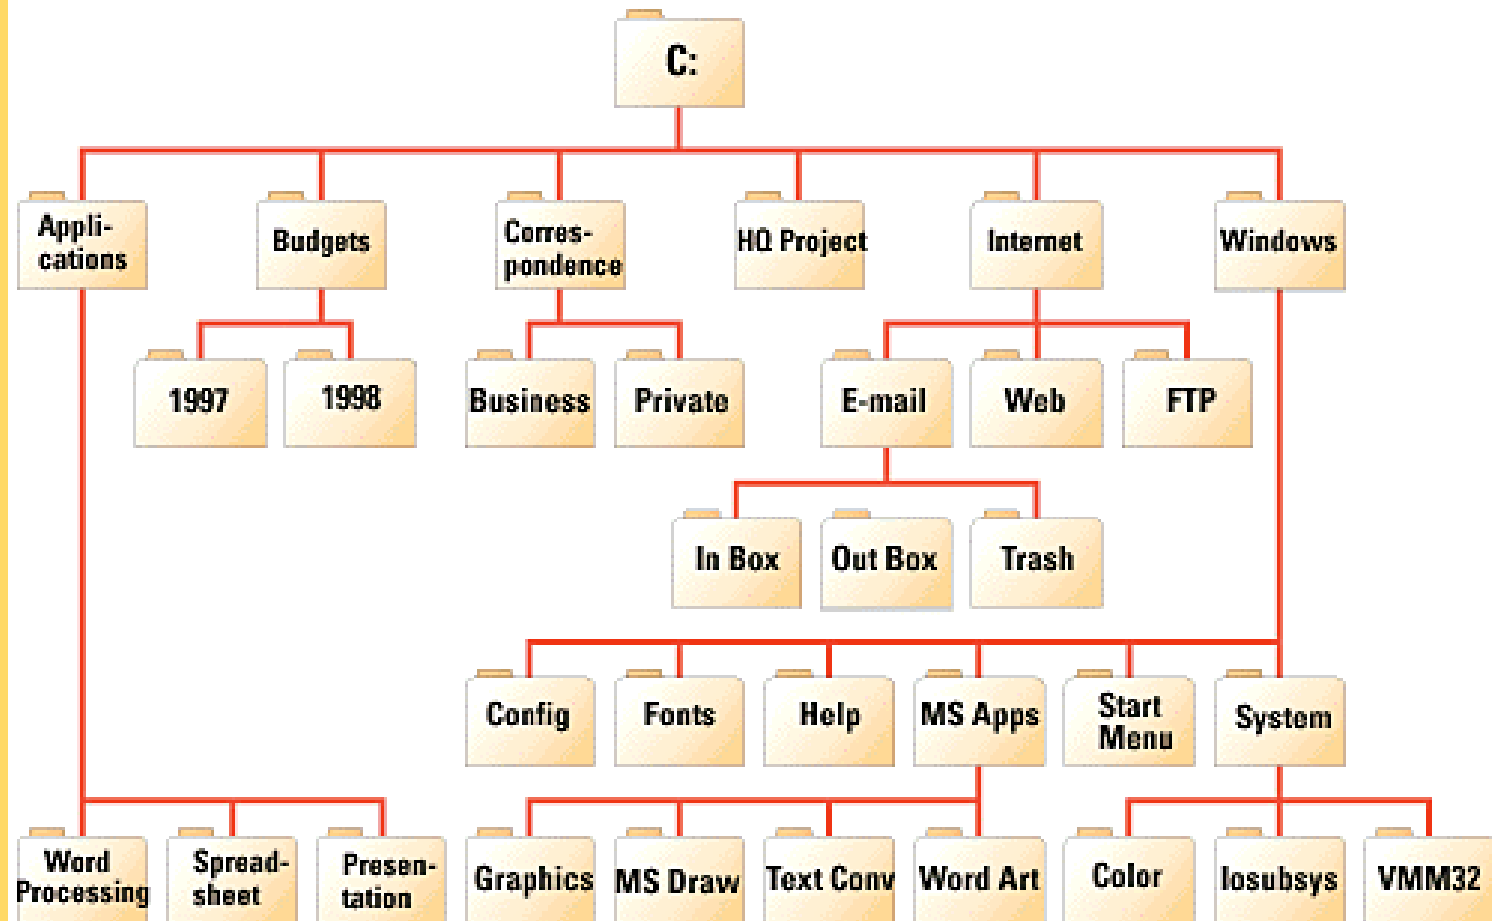 C:
Appli-
cations
Budgets
Corres-
pondence
HQ Project
Internet
Windows
1997
1998
Business
Private
E-mail
Web
FTP
In Box
Out Box
Trash
Config
Fonts
Help
MS Apps
Start
Menu
System
Word
Processing
Spread-
sheet
Presen-
tation
Graphics
MS Draw
Text Conv
Word Art
Color
Iosubsys
VMM32